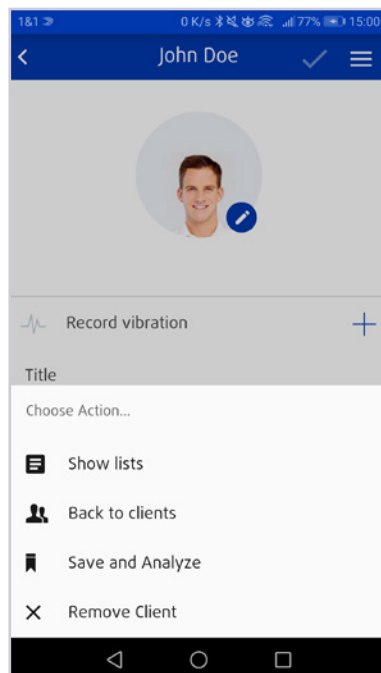 1&1 0 K/s 77% 15:00
John Doe
Record vibration
Title
Choose Action...
Show lists
Back to clients
Save and Analyze
Remove Client